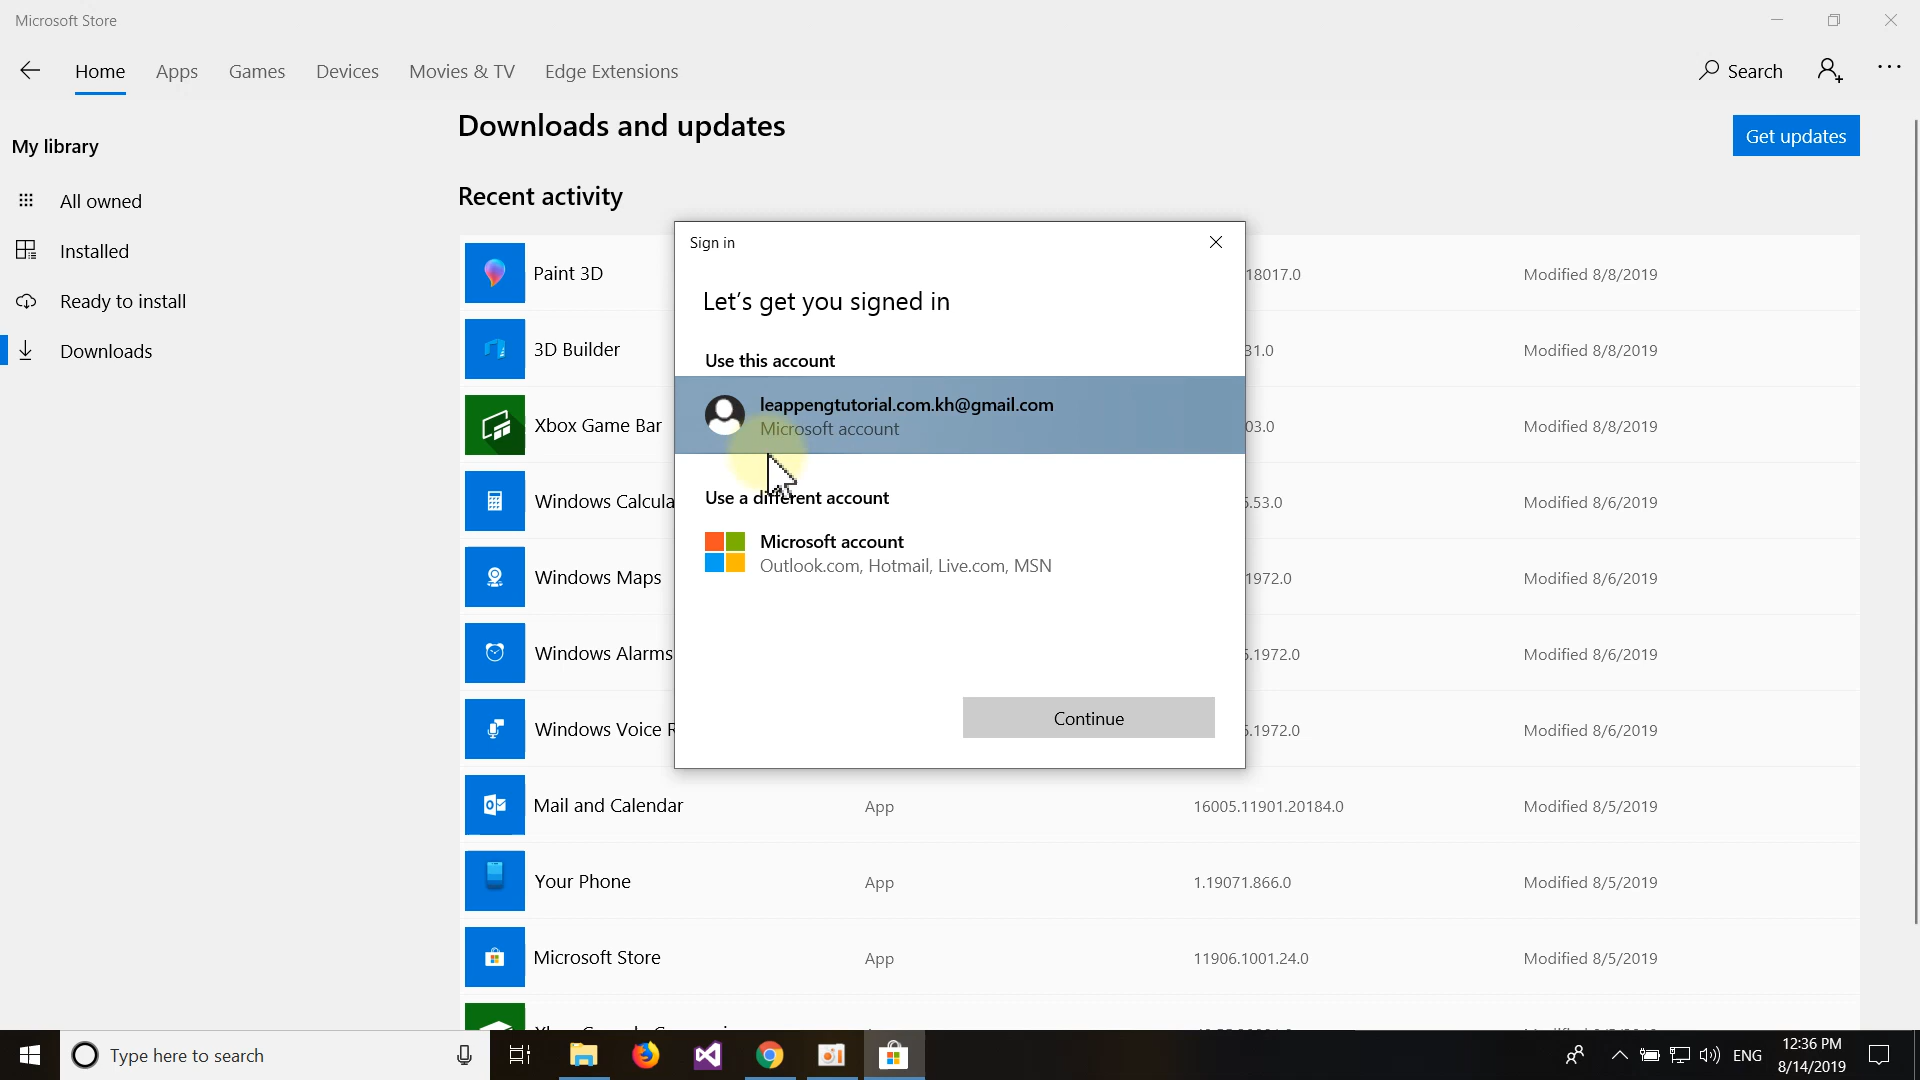 Microsoft Store
Home Apps Games Devices Movies & TV Edge Extensions Search
My library
All owned
Installed
Ready to install
Downloads
Downloads and updates
Get updates
Recent activity
Paint 3D 18017.0 Modified 8/8/2019
3D Builder 31.0 Modified 8/8/2019
Xbox Game Bar 03.0 Modified 8/8/2019
Windows Calcula .53.0 Modified 8/6/2019
Windows Maps 1972.0 Modified 8/6/2019
Windows Alarms .1972.0 Modified 8/6/2019
Windows Voice .1972.0 Modified 8/6/2019
Mail and Calendar App 16005.11901.20184.0 Modified 8/5/2019
Your Phone App 1.19071.866.0 Modified 8/5/2019
Microsoft Store App 11906.1001.24.0 Modified 8/5/2019
Sign in
Let's get you signed in
Use this account
leappengtutorial.com.kh@gmail.com
Microsoft account
Use a different account
Microsoft account
Outlook.com, Hotmail, Live.com, MSN
Continue
Type here to search
ENG
12:36 PM
8/14/2019